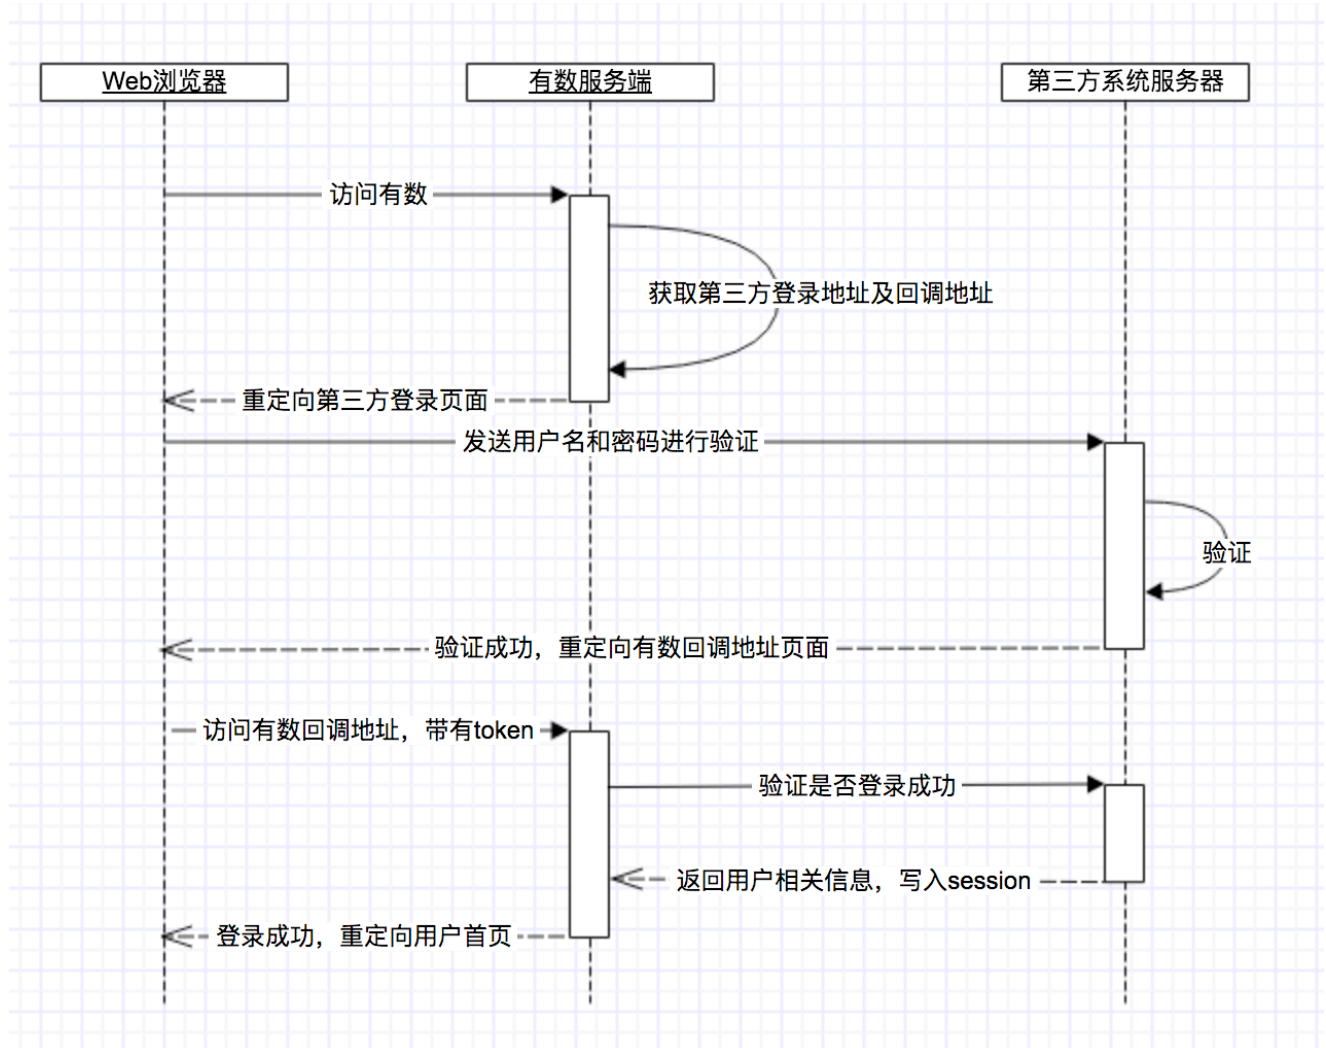 Web浏览器
有数服务端
第三方系统服务器
访问有数
获取第三方登录地址及回调地址
重定向第三方登录页面
发送用户名和密码进行验证
验证
验证成功，重定向有数回调地址页面
访问有数回调地址，带有token
验证是否登录成功
返回用户相关信息，写入session
登录成功，重定向用户首页